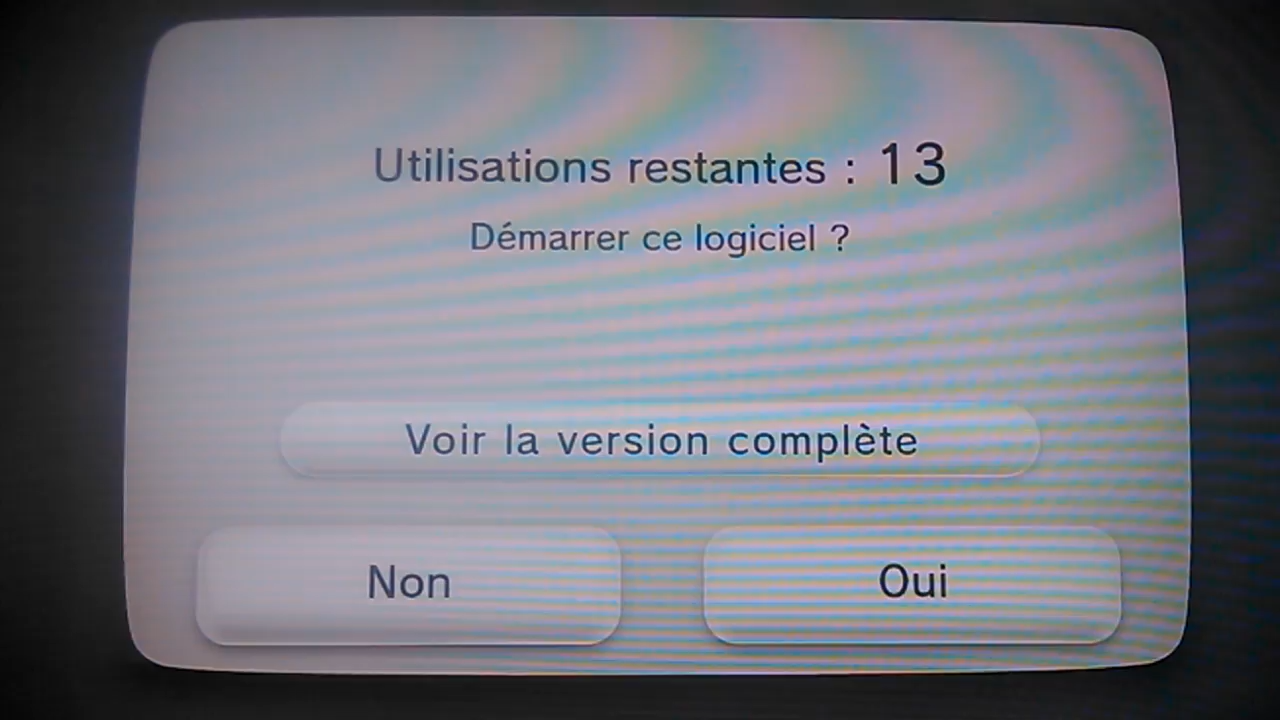 Utilisations restantes : 13
Démarrer ce logiciel ?
Voir la version complète
Non
Oui